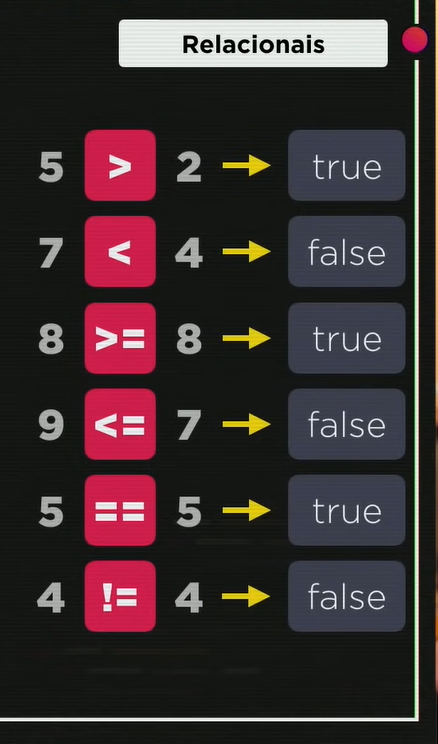 Relacionais
5 > 2 → true
7 < 4 → false
8 >= 8 → true
9 <= 7 → false
5 == 5 → true
4 != 4 → false